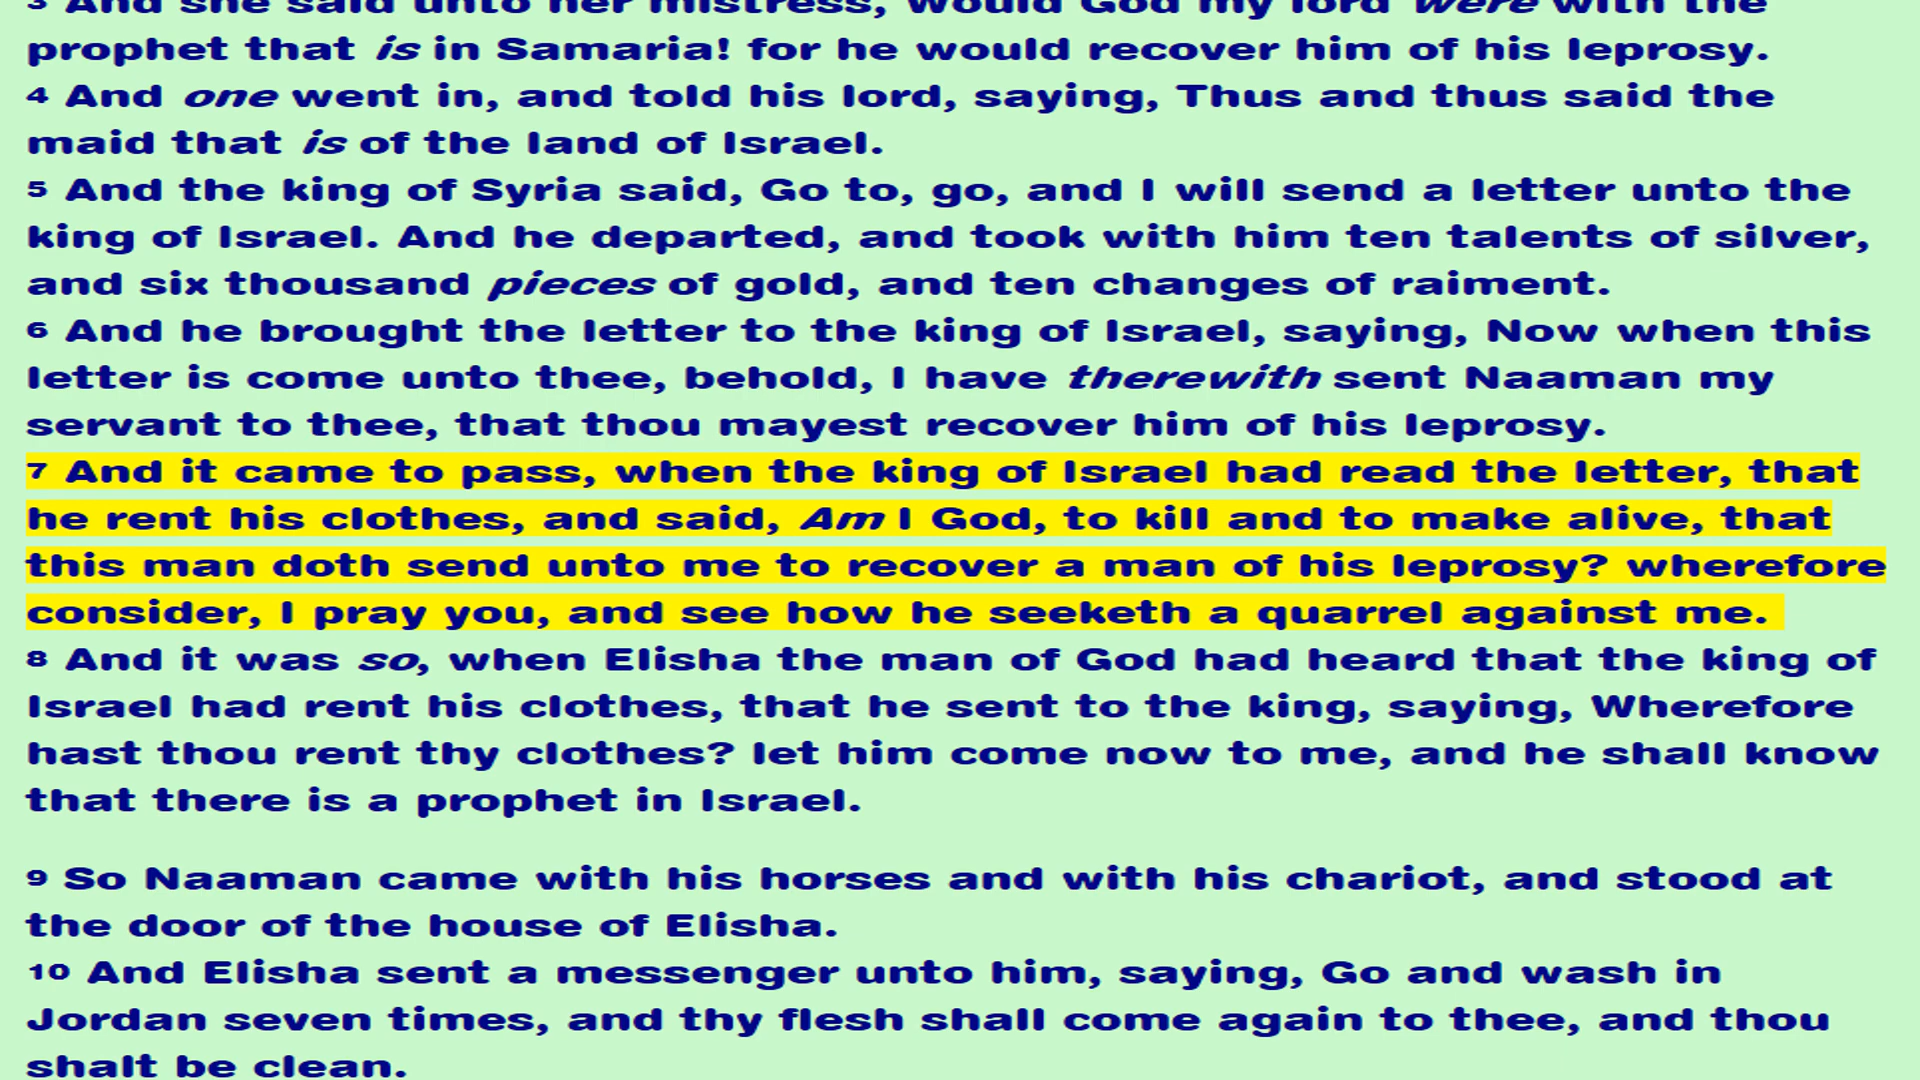 3 And she said unto her mistress, Would God my lord were with the
prophet that is in Samaria! for he would recover him of his leprosy.
4 And one went in, and told his lord, saying, Thus and thus said the
maid that is of the land of Israel.
5 And the king of Syria said, Go to, go, and I will send a letter unto the
king of Israel. And he departed, and took with him ten talents of silver,
and six thousand pieces of gold, and ten changes of raiment.
6 And he brought the letter to the king of Israel, saying, Now when this
letter is come unto thee, behold, I have therewith sent Naaman my
servant to thee, that thou mayest recover him of his leprosy.
7 And it came to pass, when the king of Israel had read the letter, that
he rent his clothes, and said, Am I God, to kill and to make alive, that
this man doth send unto me to recover a man of his leprosy? wherefore
consider, I pray you, and see how he seeketh a quarrel against me.
8 And it was so, when Elisha the man of God had heard that the king of
Israel had rent his clothes, that he sent to the king, saying, Wherefore
hast thou rent thy clothes? let him come now to me, and he shall know
that there is a prophet in Israel.
9 So Naaman came with his horses and with his chariot, and stood at
the door of the house of Elisha.
10 And Elisha sent a messenger unto him, saying, Go and wash in
Jordan seven times, and thy flesh shall come again to thee, and thou
shalt be clean.